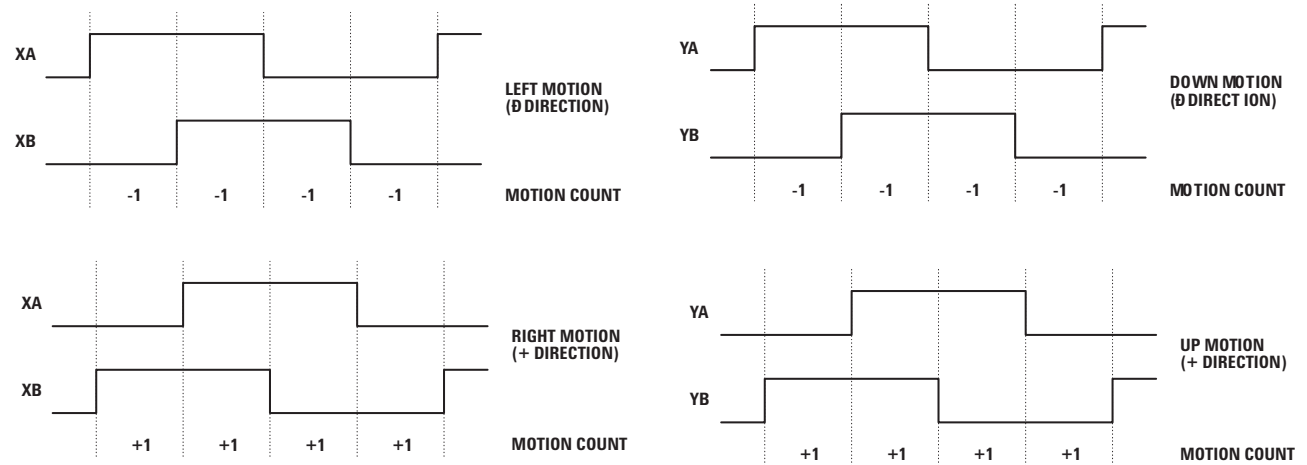 XA
LEFT MOTION
(Ð DIRECTION)
XB
-1 -1 -1 -1 MOTION COUNT
YA
DOWN MOTION
(Ð DIRECT ION)
YB
-1 -1 -1 -1 MOTION COUNT
XA
RIGHT MOTION
(+ DIRECTION)
XB
+1 +1 +1 +1 MOTION COUNT
YA
UP MOTION
(+ DIRECTION)
YB
+1 +1 +1 +1 MOTION COUNT